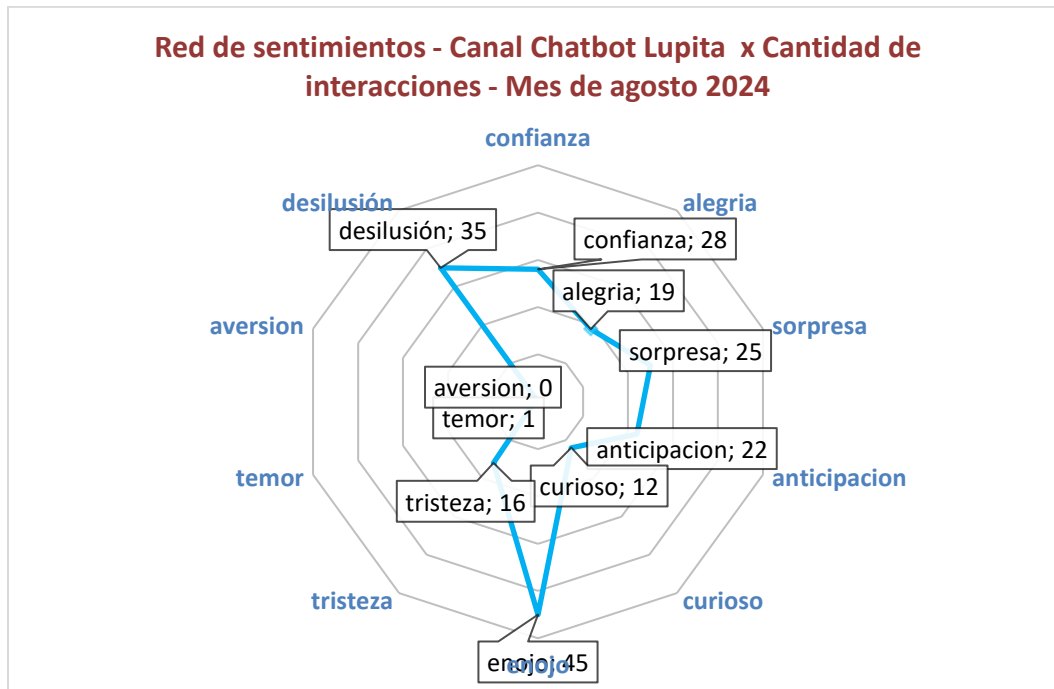 Red de sentimientos - Canal Chatbot Lupita  x Cantidad de
interacciones - Mes de agosto 2024
confianza
desilusión
alegria
desilusión; 35
confianza; 28
alegria; 19
aversion
sorpresa
sorpresa; 25
aversion; 0
temor; 1
anticipacion; 22
temor
anticipacion
curioso; 12
tristeza; 16
tristeza
curioso
enojo; 45
enojo